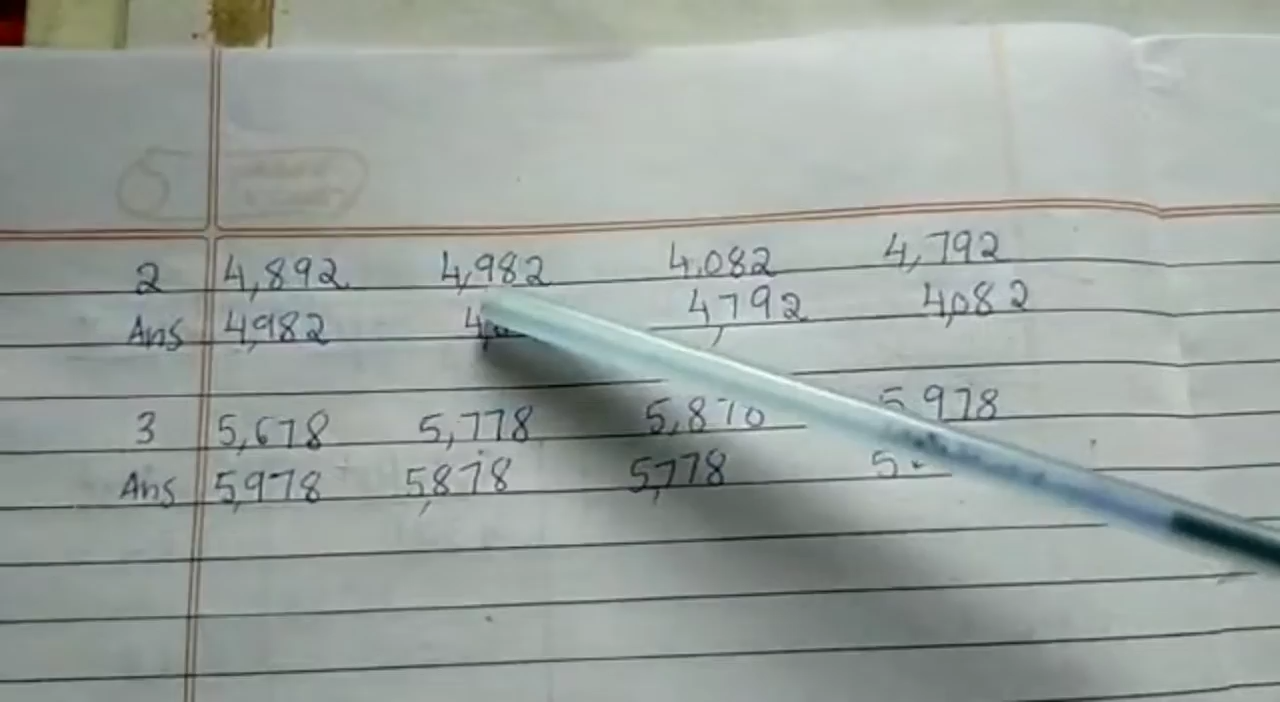 2 4,892 4,982 4,082 4,792
Ans 4,982 4,792 4,082
3 5,678 5,778 5,878 5,978
Ans 5,978 5,878 5,778